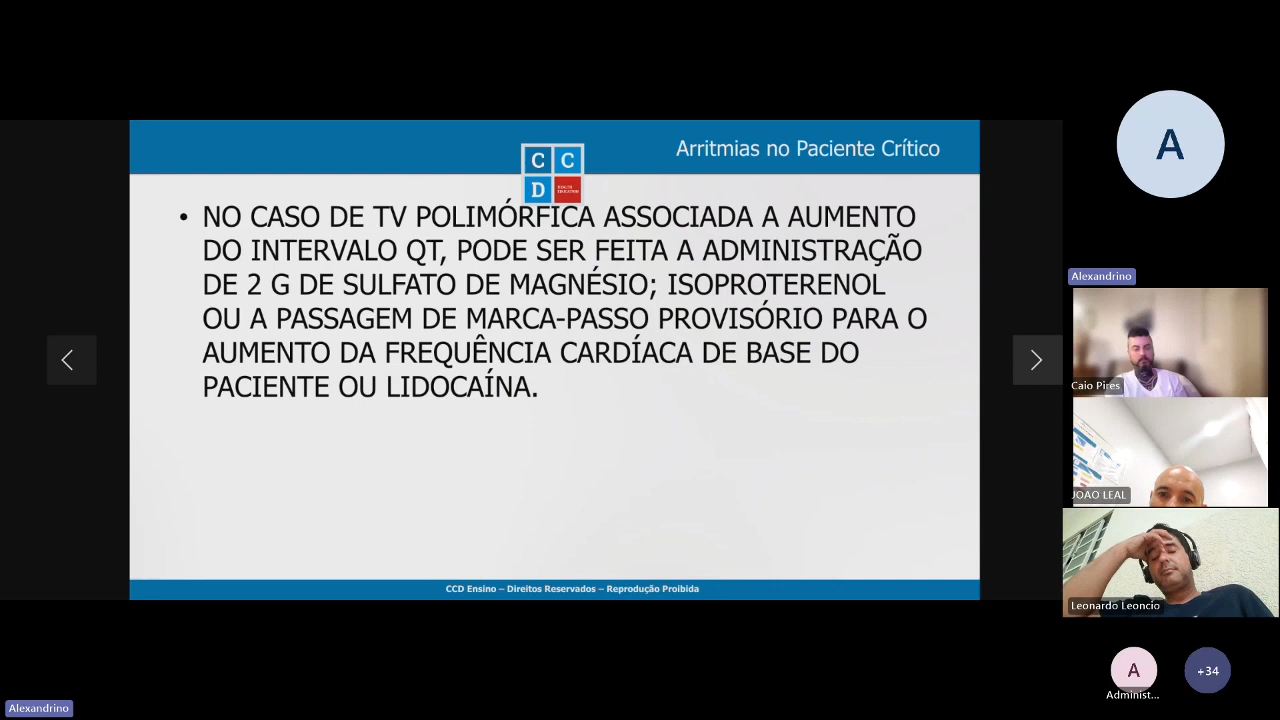 Arritmias no Paciente Crítico
C C
D HEALTH EDUCATION
• NO CASO DE TV POLIMÓRFICA ASSOCIADA A AUMENTO
DO INTERVALO QT, PODE SER FEITA A ADMINISTRAÇÃO
DE 2 G DE SULFATO DE MAGNÉSIO; ISOPROTERENOL
OU A PASSAGEM DE MARCA-PASSO PROVISÓRIO PARA O
AUMENTO DA FREQUÊNCIA CARDÍACA DE BASE DO
PACIENTE OU LIDOCAÍNA.
CCD Ensino – Direitos Reservados – Reprodução Proibida
A
Alexandrino
Caio Pires
JOAO LEAL
Leonardo Leoncio
A
Administ...
+34
Alexandrino